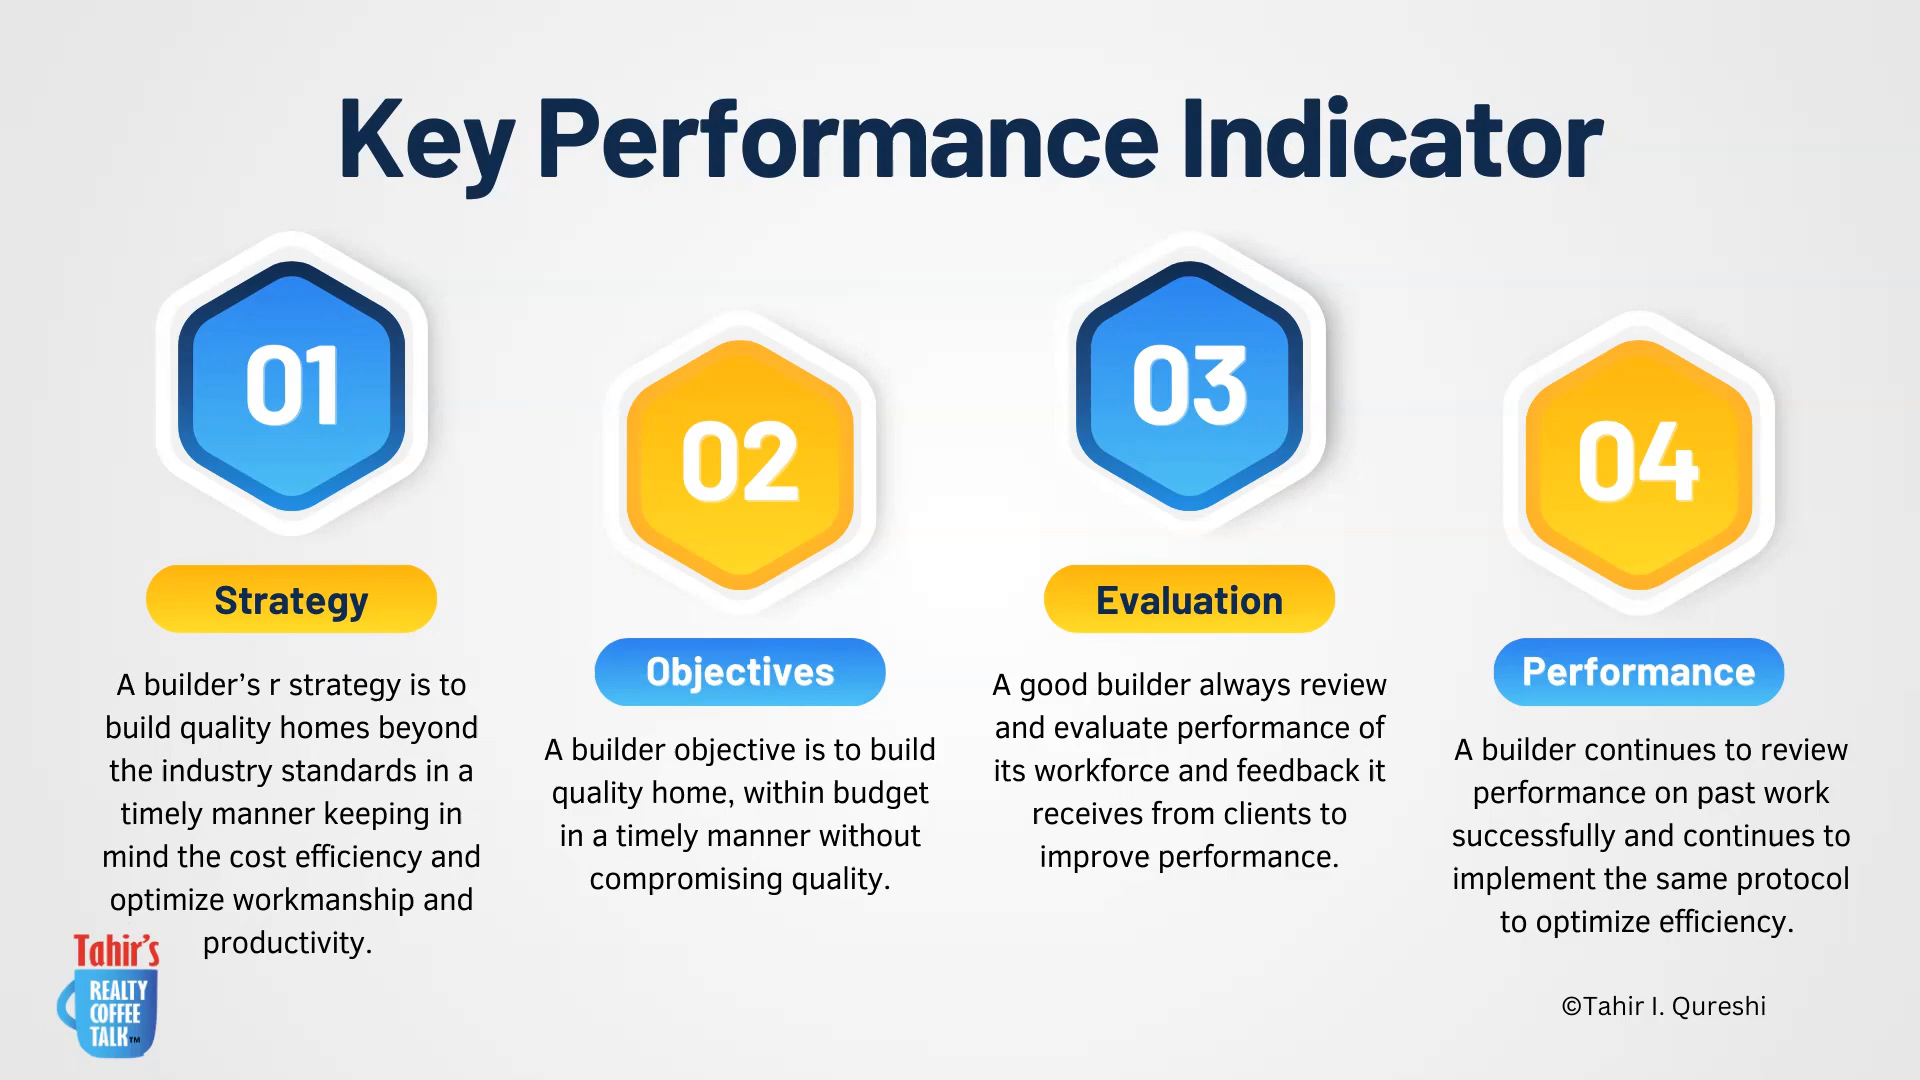 Key Performance Indicator
01
Strategy
A builder’s r strategy is to
build quality homes beyond
the industry standards in a
timely manner keeping in
mind the cost efficiency and
optimize workmanship and
productivity.
02
Objectives
A builder objective is to build
quality home, within budget
in a timely manner without
compromising quality.
03
Evaluation
A good builder always review
and evaluate performance of
its workforce and feedback it
receives from clients to
improve performance.
04
Performance
A builder continues to review
performance on past work
successfully and continues to
implement the same protocol
to optimize efficiency.
Tahir’s
REALTY
COFFEE
TALK™
©Tahir I. Qureshi